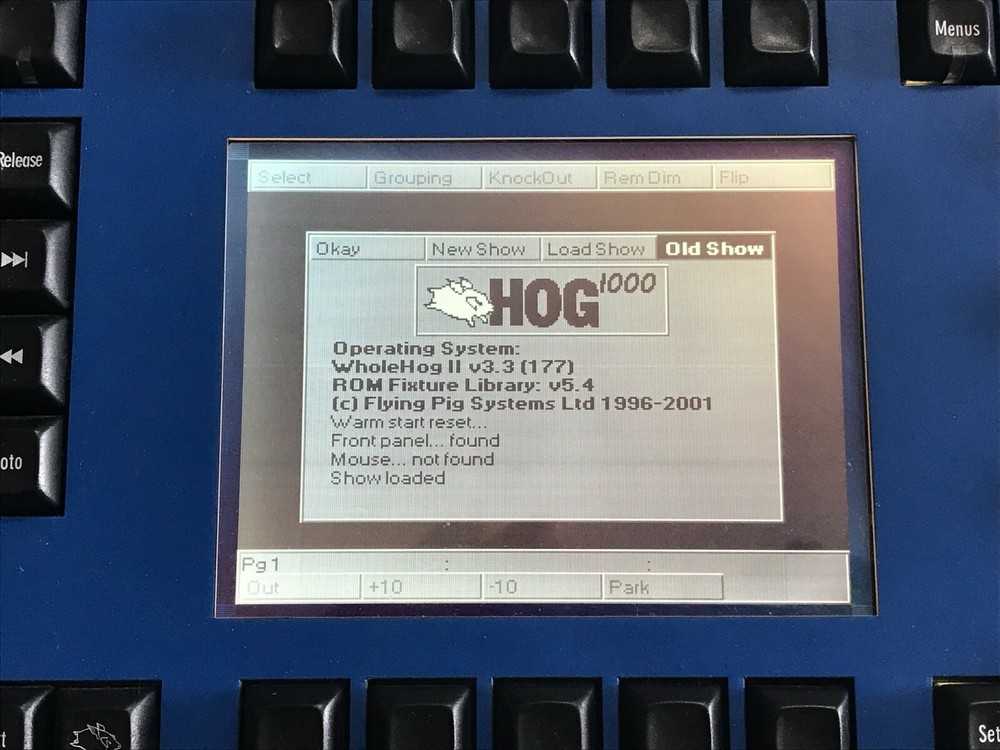 Menus
Release
Select Grouping KnockOut Rem Dim Flip
Okay New Show Load Show Old Show
HOG 1000
Operating System:
WholeHog II v3.3 (177)
ROM Fixture Library: v5.4
(c) Flying Pig Systems Ltd 1996-2001
Warm start reset...
Front panel... found
Mouse... not found
Show loaded
oto
Pg1 : :
Out +10 -10 Park
Set